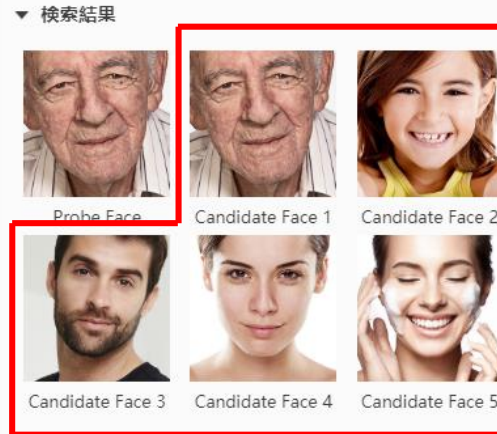 ▼ 検索結果
Probe Face Candidate Face 1 Candidate Face 2
Candidate Face 3 Candidate Face 4 Candidate Face 5